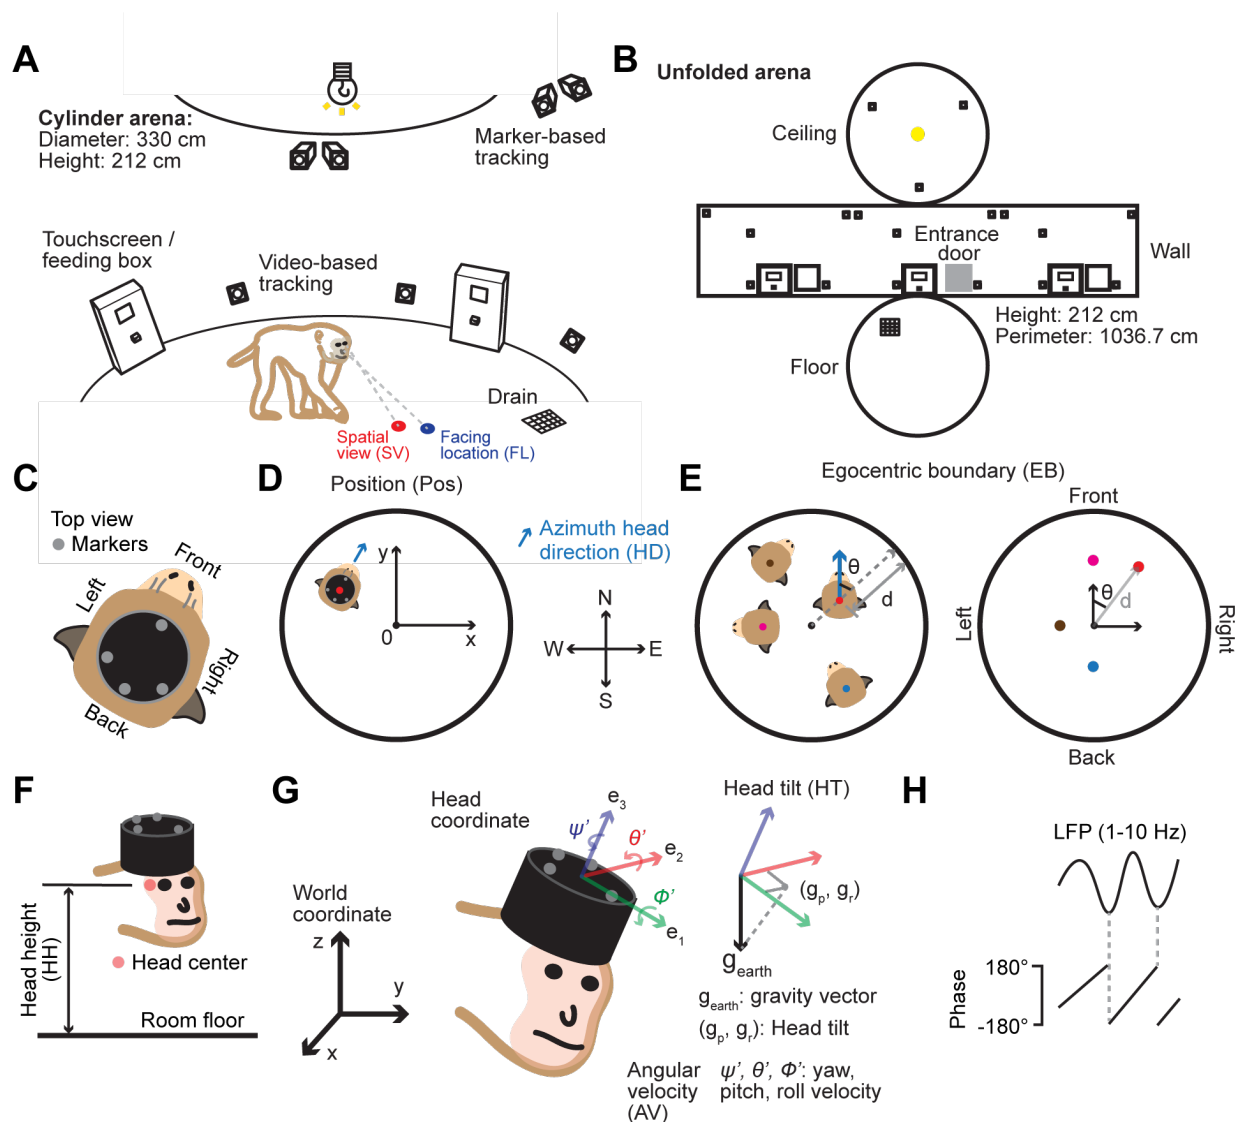 A
Cylinder arena:
Diameter: 330 cm
Height: 212 cm
Marker-based
tracking
Touchscreen /
feeding box
Video-based
tracking
Drain
Spatial
view (SV)
Facing
location (FL)
B
Unfolded arena
Ceiling
Entrance
door
Wall
Height: 212 cm
Perimeter: 1036.7 cm
Floor
C
Top view
Markers
Front
Left
Right
Back
D
Position (Pos)
Azimuth head
direction (HD)
y
0
x
N
W
E
S
E
Egocentric boundary (EB)
θ
d
Front
Left
θ
d
Right
Back
F
Head height
(HH)
Head center
Room floor
G
Head
coordinate
World
coordinate
z
y
x
e3
ψ'
θ'
e2
Φ'
e1
Head tilt (HT)
(gp, gr)
gearth
gearth: gravity vector
(gp, gr): Head tilt
Angular
velocity
(AV)
ψ', θ', Φ': yaw,
pitch, roll velocity
H
LFP (1-10 Hz)
Phase
180°
-180°